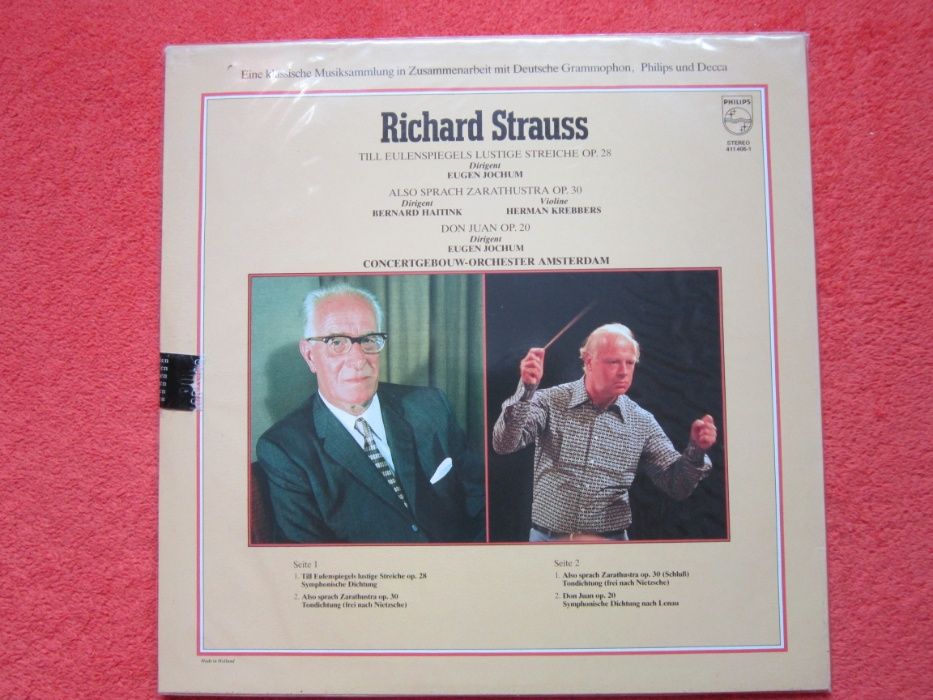 Eine klassische Musiksammlung in Zusammenarbeit mit Deutsche Grammophon, Philips und Decca
PHILIPS
STEREO
411 406-1
Richard Strauss
TILL EULENSPIEGELS LUSTIGE STREICHE OP. 28
Dirigent
EUGEN JOCHUM
ALSO SPRACH ZARATHUSTRA OP. 30
Dirigent Violine
BERNARD HAITINK HERMAN KREBBERS
DON JUAN OP. 20
Dirigent
EUGEN JOCHUM
CONCERTGEBOUW-ORCHESTER AMSTERDAM
Seite 1
1. Till Eulenspiegels lustige Streiche op. 28
Symphonische Dichtung
2. Also sprach Zarathustra op. 30
Tondichtung (frei nach Nietzsche)
Seite 2
1. Also sprach Zarathustra op. 30 (Schluß)
Tondichtung (frei nach Nietzsche)
2. Don Juan op. 20
Symphonische Dichtung nach Lenau
Made in Holland